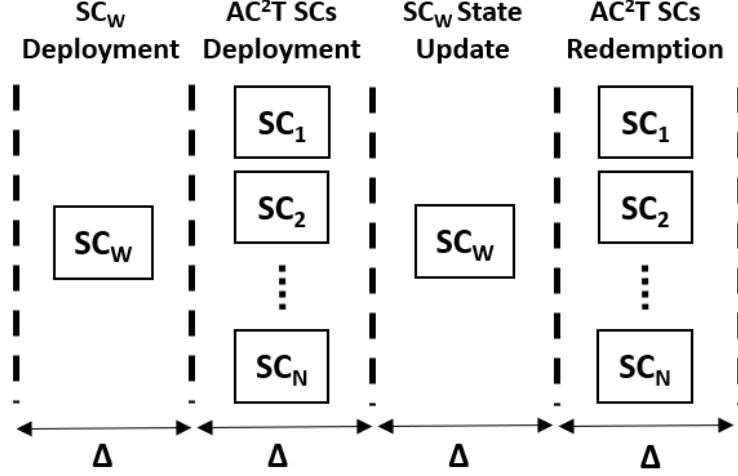 SCW Deployment
AC²T SCs Deployment
SCW State Update
AC²T SCs Redemption
SC1
SC1
SC2
SC2
SCW
SCW
SCN
SCN
Δ
Δ
Δ
Δ